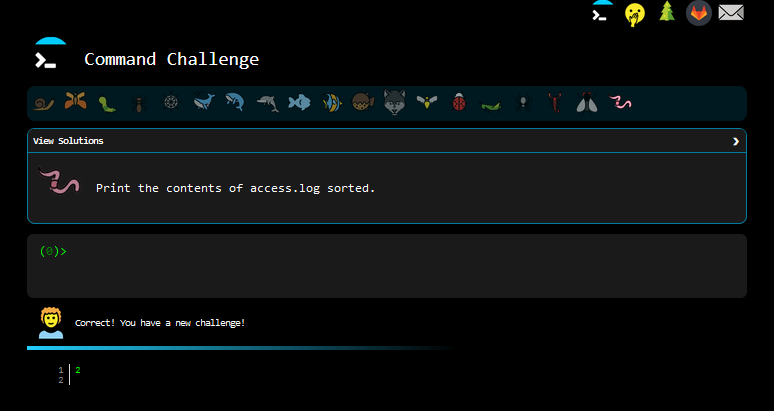 Command Challenge
View Solutions
Print the contents of access.log sorted.
(0)>
Correct! You have a new challenge!
1 2
2